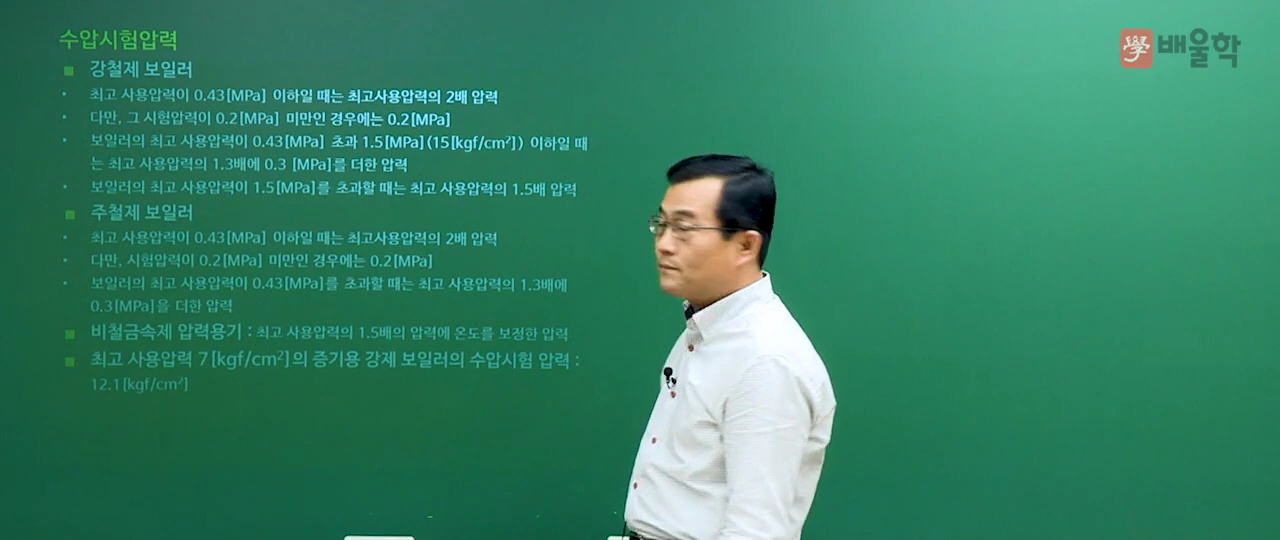 수압시험압력
學 배울학
■ 강철제 보일러
• 최고 사용압력이 0.43[MPa] 이하일 때는 최고사용압력의 2배 압력
• 다만, 그 시험압력이 0.2[MPa] 미만인 경우에는 0.2[MPa]
• 보일러의 최고 사용압력이 0.43[MPa] 초과 1.5[MPa](15[kgf/cm²]) 이하일 때
는 최고 사용압력의 1.3배에 0.3 [MPa]를 더한 압력
• 보일러의 최고 사용압력이 1.5[MPa]를 초과할 때는 최고 사용압력의 1.5배 압력
■ 주철제 보일러
• 최고 사용압력이 0.43[MPa] 이하일 때는 최고사용압력의 2배 압력
• 다만, 시험압력이 0.2[MPa] 미만인 경우에는 0.2[MPa]
• 보일러의 최고 사용압력이 0.43[MPa]를 초과할 때는 최고 사용압력의 1.3배에
0.3[MPa]을 더한 압력
■ 비철금속제 압력용기 : 최고 사용압력의 1.5배의 압력에 온도를 보정한 압력
■ 최고 사용압력 7[kgf/cm²]의 증기용 강제 보일러의 수압시험 압력 :
12.1[kgf/cm²]